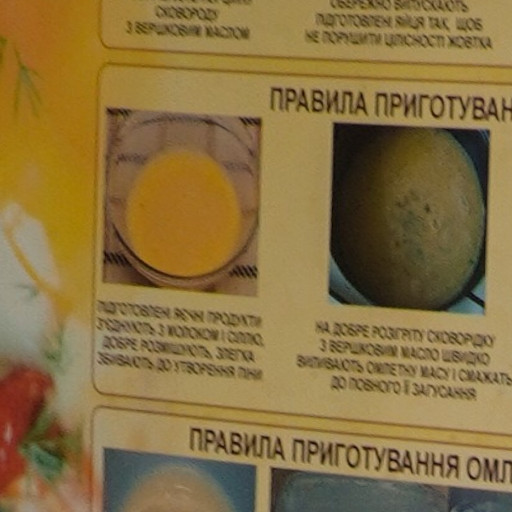 СКОВОРОДУ
З ВЕРШКОВИМ МАСЛОМ
ОБЕРЕЖНО ВИПУСКАЮТЬ
ПІДГОТОВЛЕНІ ЯЙЦЯ ТАК, ЩОБ
НЕ ПОРУШИТИ ЦІЛІСНОСТІ ЖОВТКА
ПРАВИЛА ПРИГОТУВАН
ПІДГОТОВЛЕНІ ЯЄЧНІ ПРОДУКТИ
З'ЄДНУЮТЬ З МОЛОКОМ І СІЛЛЮ,
ДОБРЕ РОЗМІШУЮТЬ, ЗЛЕГКА
ЗБИВАЮТЬ ДО УТВОРЕННЯ ПІНИ
НА ДОБРЕ РОЗІГРІТУ СКОВОРІДКУ
З ВЕРШКОВИМ МАСЛО ШВИДКО
ВИЛИВАЮТЬ ОМЛЕТНУ МАСУ І СМАЖАТЬ
ДО ПОВНОГО ЇЇ ЗАГУСАННЯ
ПРАВИЛА ПРИГОТУВАННЯ ОМЛ